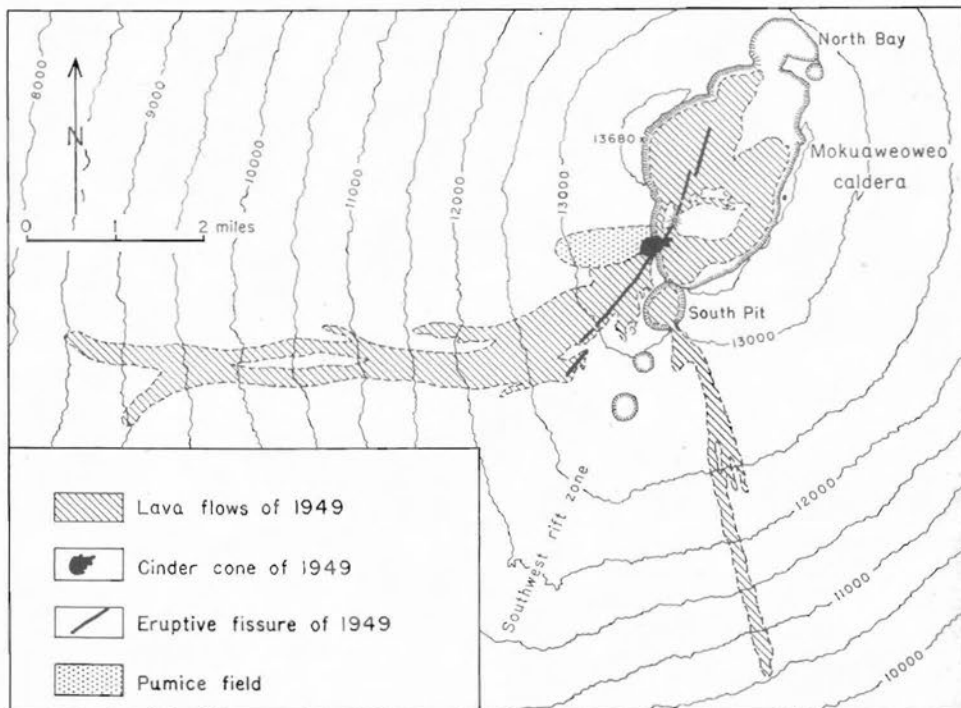 North Bay
8000
9000
10000
11000
12000
13000
13680
N
Mokuaweoweo
caldera
0 1 2 miles
South Pit
13000
Southwest rift zone
12000
11000
10000
Lava flows of 1949
Cinder cone of 1949
Eruptive fissure of 1949
Pumice field